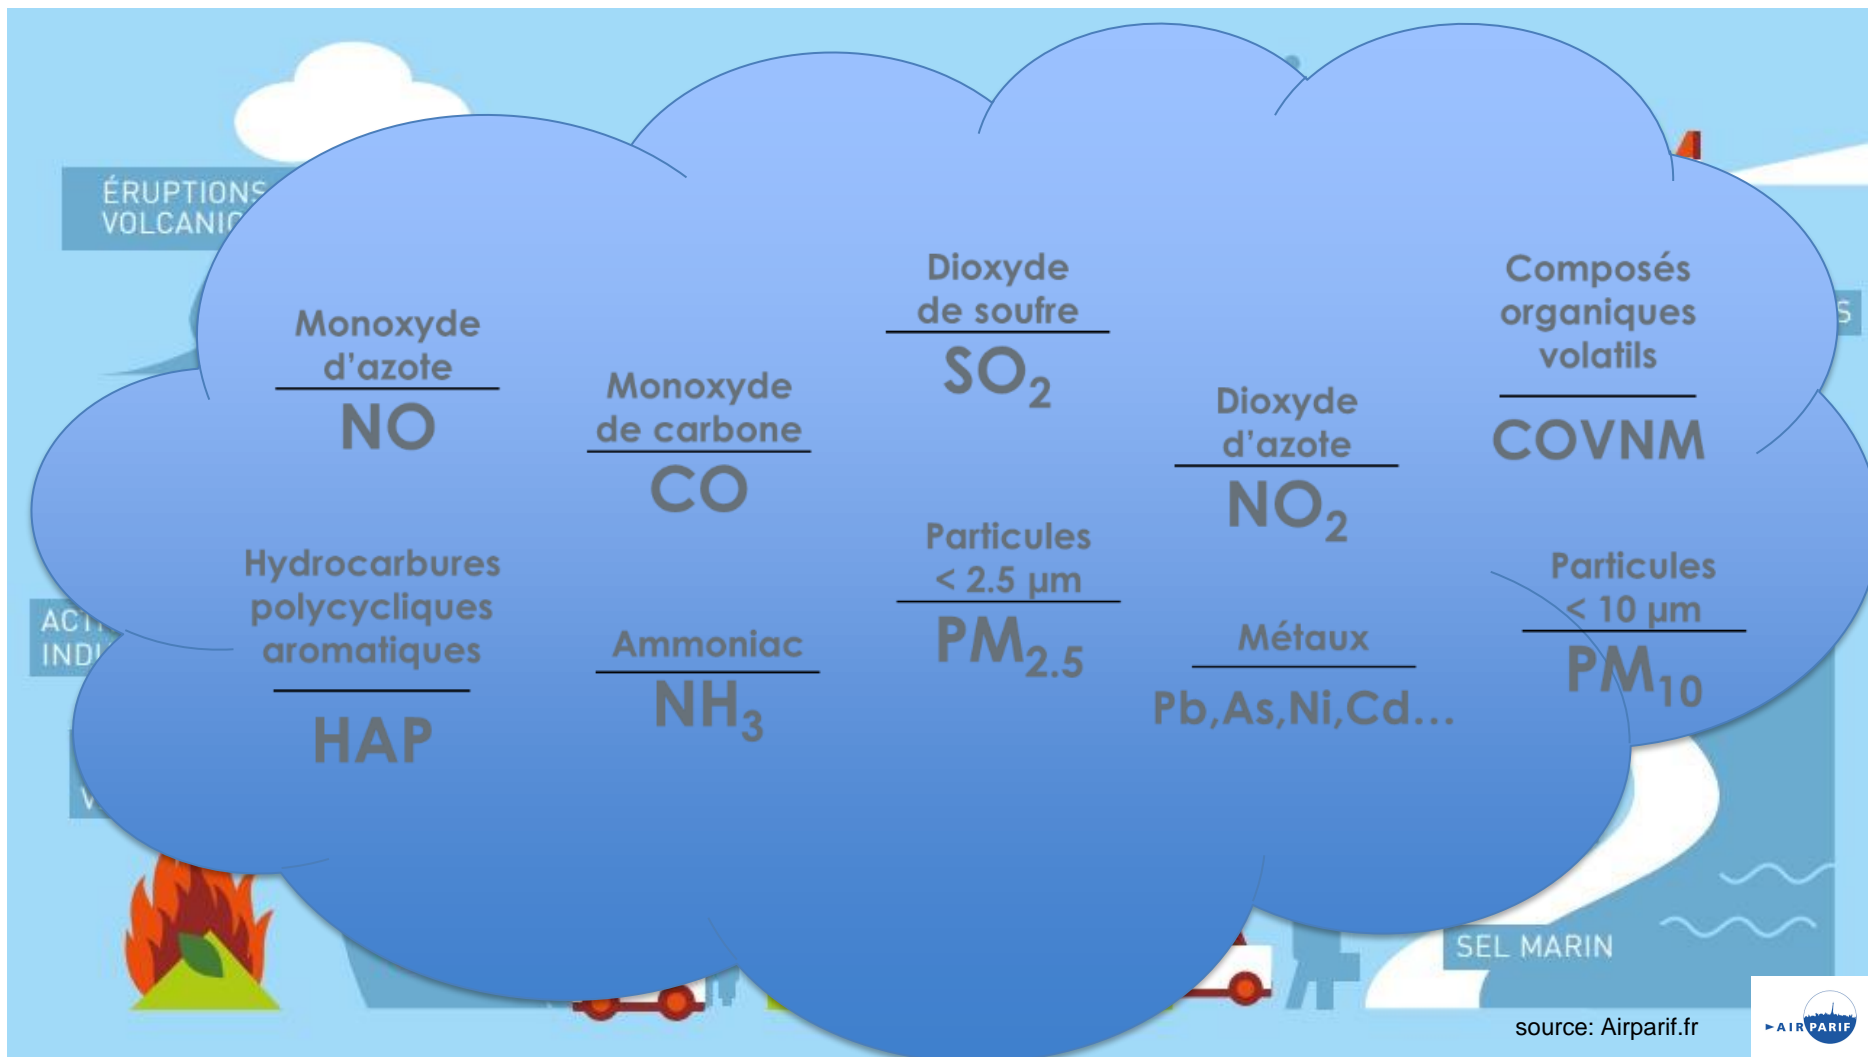 ÉRUPTIONS
Monoxyde
d'azote
NO
Monoxyde
de carbone
CO
Dioxyde
de soufre
SO₂
Dioxyde
d'azote
NO₂
Composés
organiques
volatils
COVNM
Hydrocarbures
polycycliques
aromatiques
HAP
Ammoniac
NH₃
Particules
< 2.5 µm
PM₂.₅
Métaux
Pb,As,Ni,Cd...
Particules
< 10 µm
PM₁₀
SEL MARIN
source: Airparif.fr
AIRPARIF